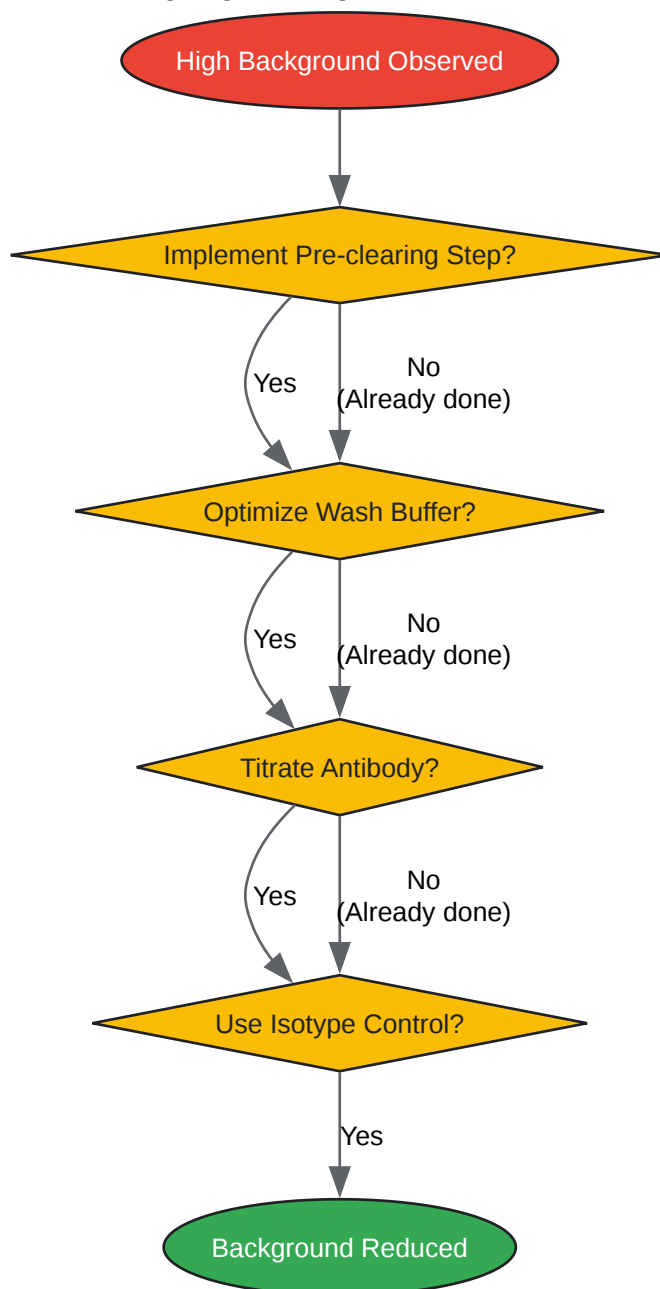 High Background Observed
Implement Pre-clearing Step?
Yes
No
(Already done)
Optimize Wash Buffer?
Yes
No
(Already done)
Titrate Antibody?
Yes
No
(Already done)
Use Isotype Control?
Yes
Background Reduced